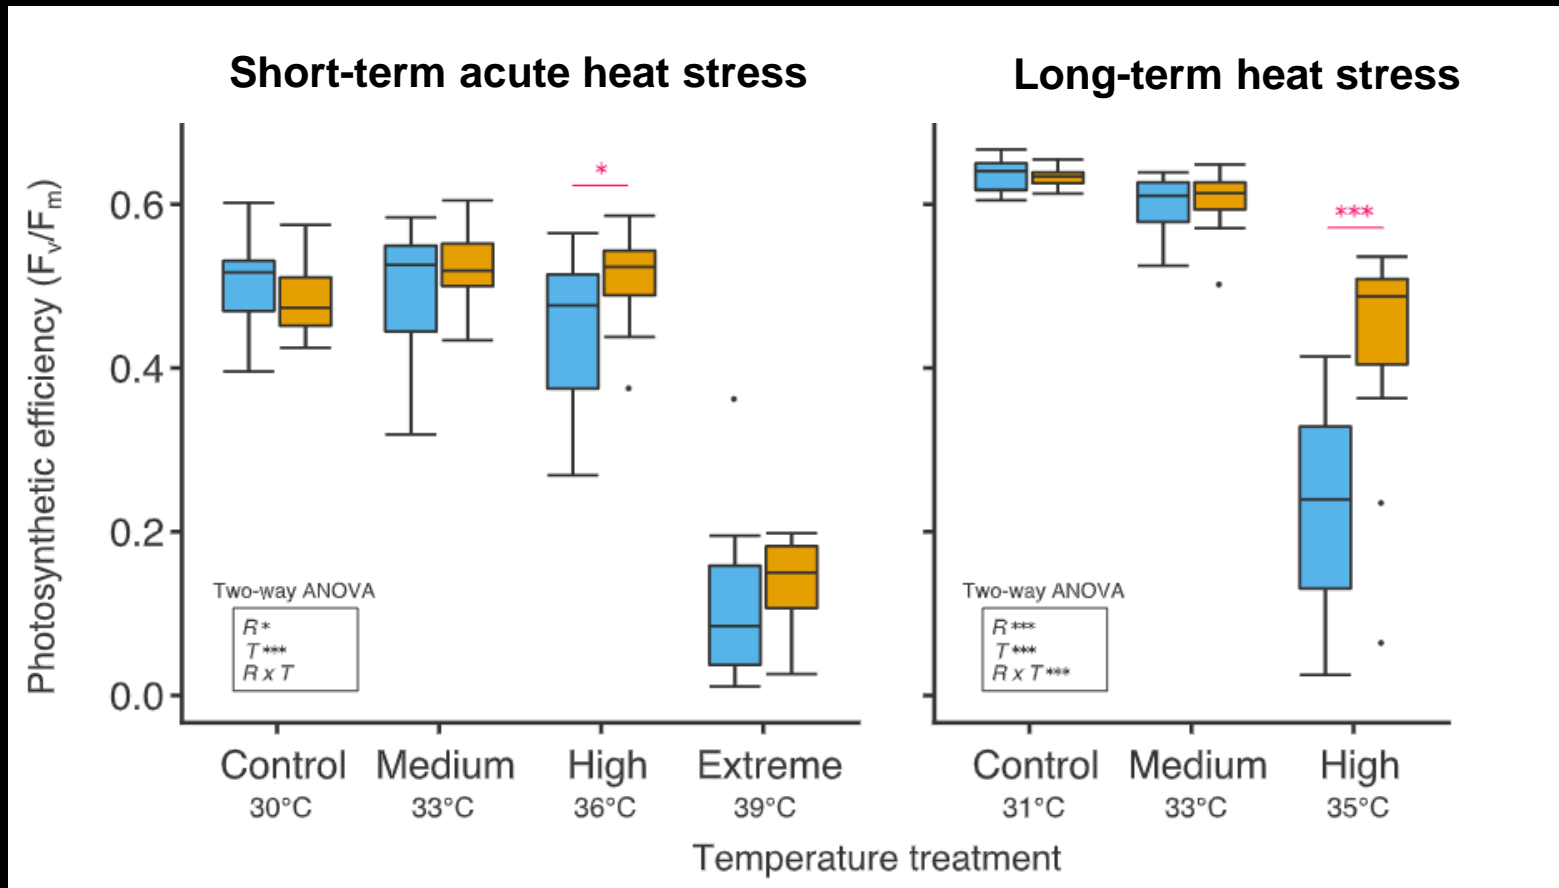 Short-term acute heat stress
Long-term heat stress
Photosynthetic efficiency (Fv/Fm)
0.6
0.4
0.2
0.0
*
***
Two-way ANOVA
R*
T***
R x T
Two-way ANOVA
R***
T***
R x T***
Control Medium High Extreme
30°C 33°C 36°C 39°C
Control Medium High
31°C 33°C 35°C
Temperature treatment